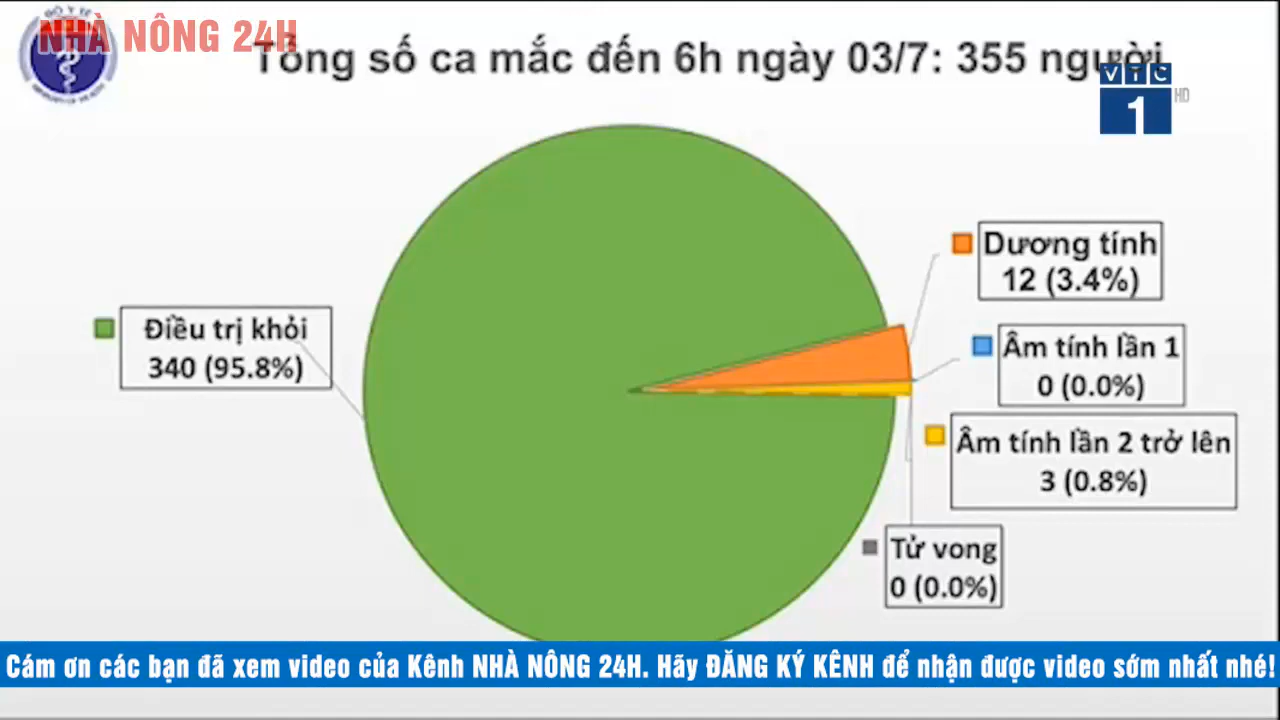 BỘ Y TẾ
NHÀ NÔNG 24H
Tổng số ca mắc đến 6h ngày 03/7: 355 người
VTC
1
HD
Dương tính
12 (3.4%)
Điều trị khỏi
340 (95.8%)
Âm tính lần 1
0 (0.0%)
Âm tính lần 2 trở lên
3 (0.8%)
Tử vong
0 (0.0%)
Cám ơn các bạn đã xem video của Kênh NHÀ NÔNG 24H. Hãy ĐĂNG KÝ KÊNH để nhận được video sớm nhất nhé!